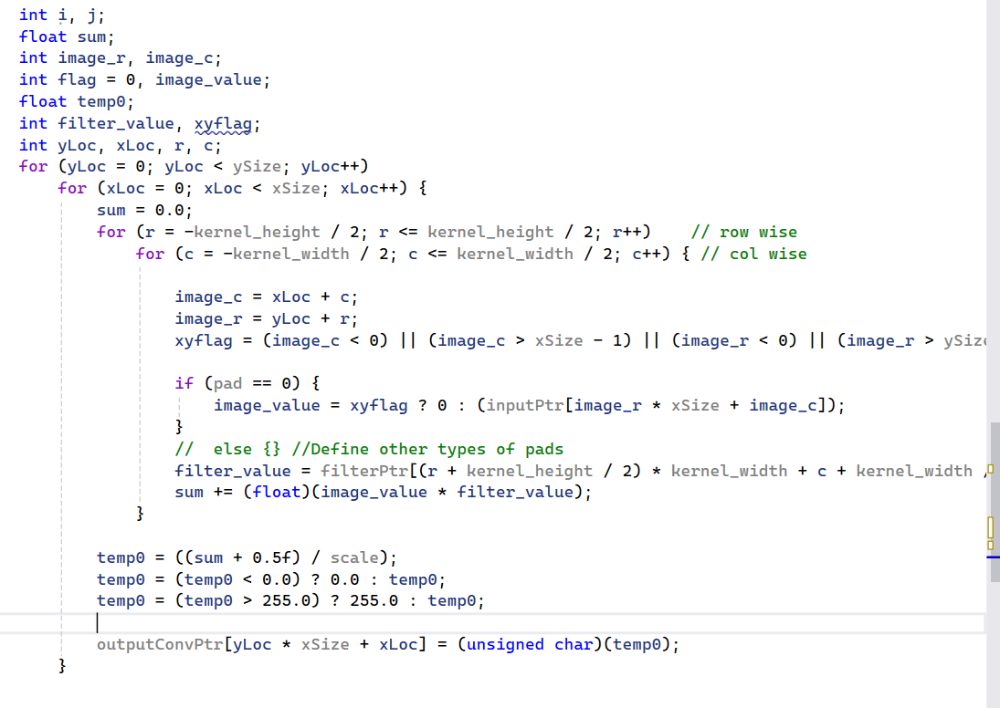 int i, j;
float sum;
int image_r, image_c;
int flag = 0, image_value;
float temp0;
int filter_value, xyflag;
int yLoc, xLoc, r, c;
for (yLoc = 0; yLoc < ySize; yLoc++)
for (xLoc = 0; xLoc < xSize; xLoc++) {
sum = 0.0;
for (r = -kernel_height / 2; r <= kernel_height / 2; r++) // row wise
for (c = -kernel_width / 2; c <= kernel_width / 2; c++) { // col wise
image_c = xLoc + c;
image_r = yLoc + r;
xyflag = (image_c < 0) || (image_c > xSize - 1) || (image_r < 0) || (image_r > ySize
if (pad == 0) {
image_value = xyflag ? 0 : (inputPtr[image_r * xSize + image_c]);
}
// else {} //Define other types of pads
filter_value = filterPtr[(r + kernel_height / 2) * kernel_width + c + kernel_width /
sum += (float)(image_value * filter_value);
}
temp0 = ((sum + 0.5f) / scale);
temp0 = (temp0 < 0.0) ? 0.0 : temp0;
temp0 = (temp0 > 255.0) ? 255.0 : temp0;
outputConvPtr[yLoc * xSize + xLoc] = (unsigned char)(temp0);
}